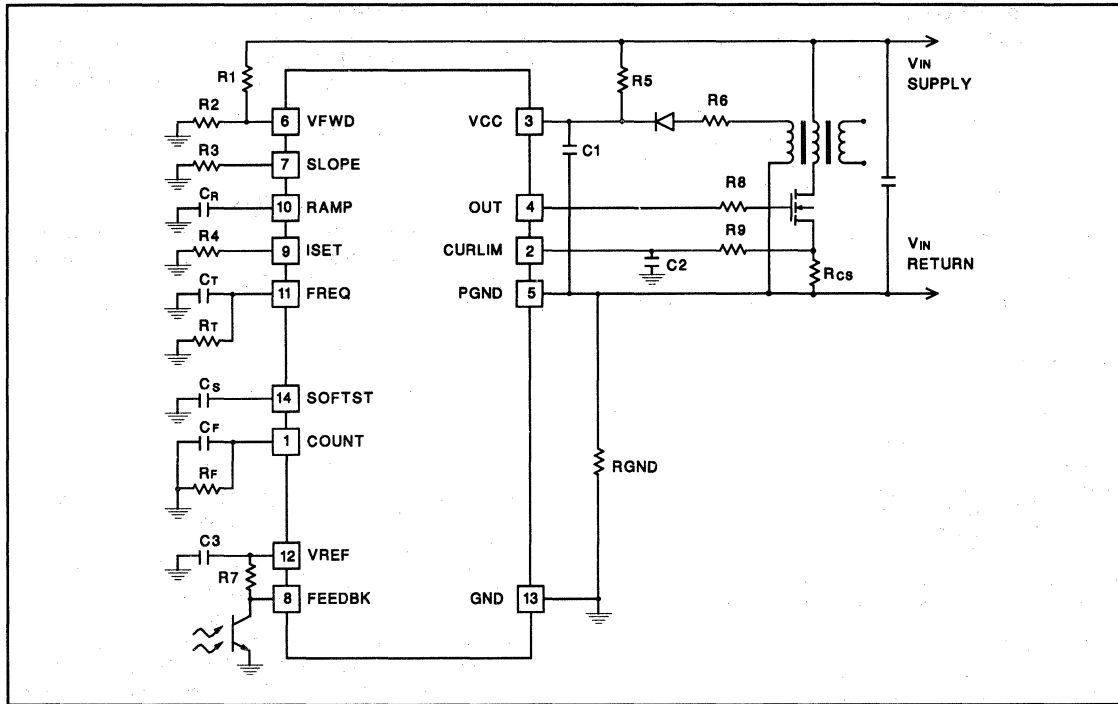 R1
R2
6 VFWD
R3
7 SLOPE
CR
10 RAMP
R4
9 ISET
CT
11 FREQ
RT
CS
14 SOFTST
CF
1 COUNT
RF
C3
12 VREF
R7
8 FEEDBK
VCC 3
OUT 4
CURLIM 2
PGND 5
GND 13
R5
R6
C1
R8
R9
C2
RCS
RGND
VIN
SUPPLY
VIN
RETURN